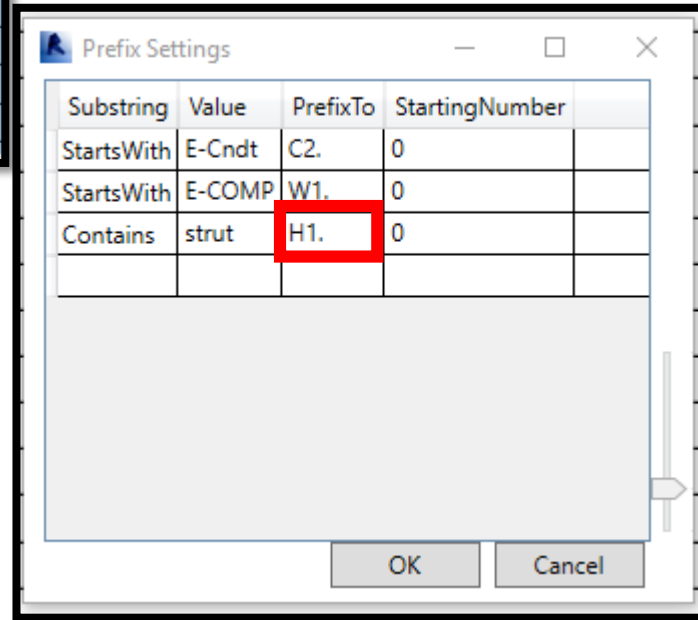 Prefix Settings
Substring Value PrefixTo StartingNumber
StartsWith E-Cndt C2. 0
StartsWith E-COMP W1. 0
Contains strut H1. 0
OK Cancel